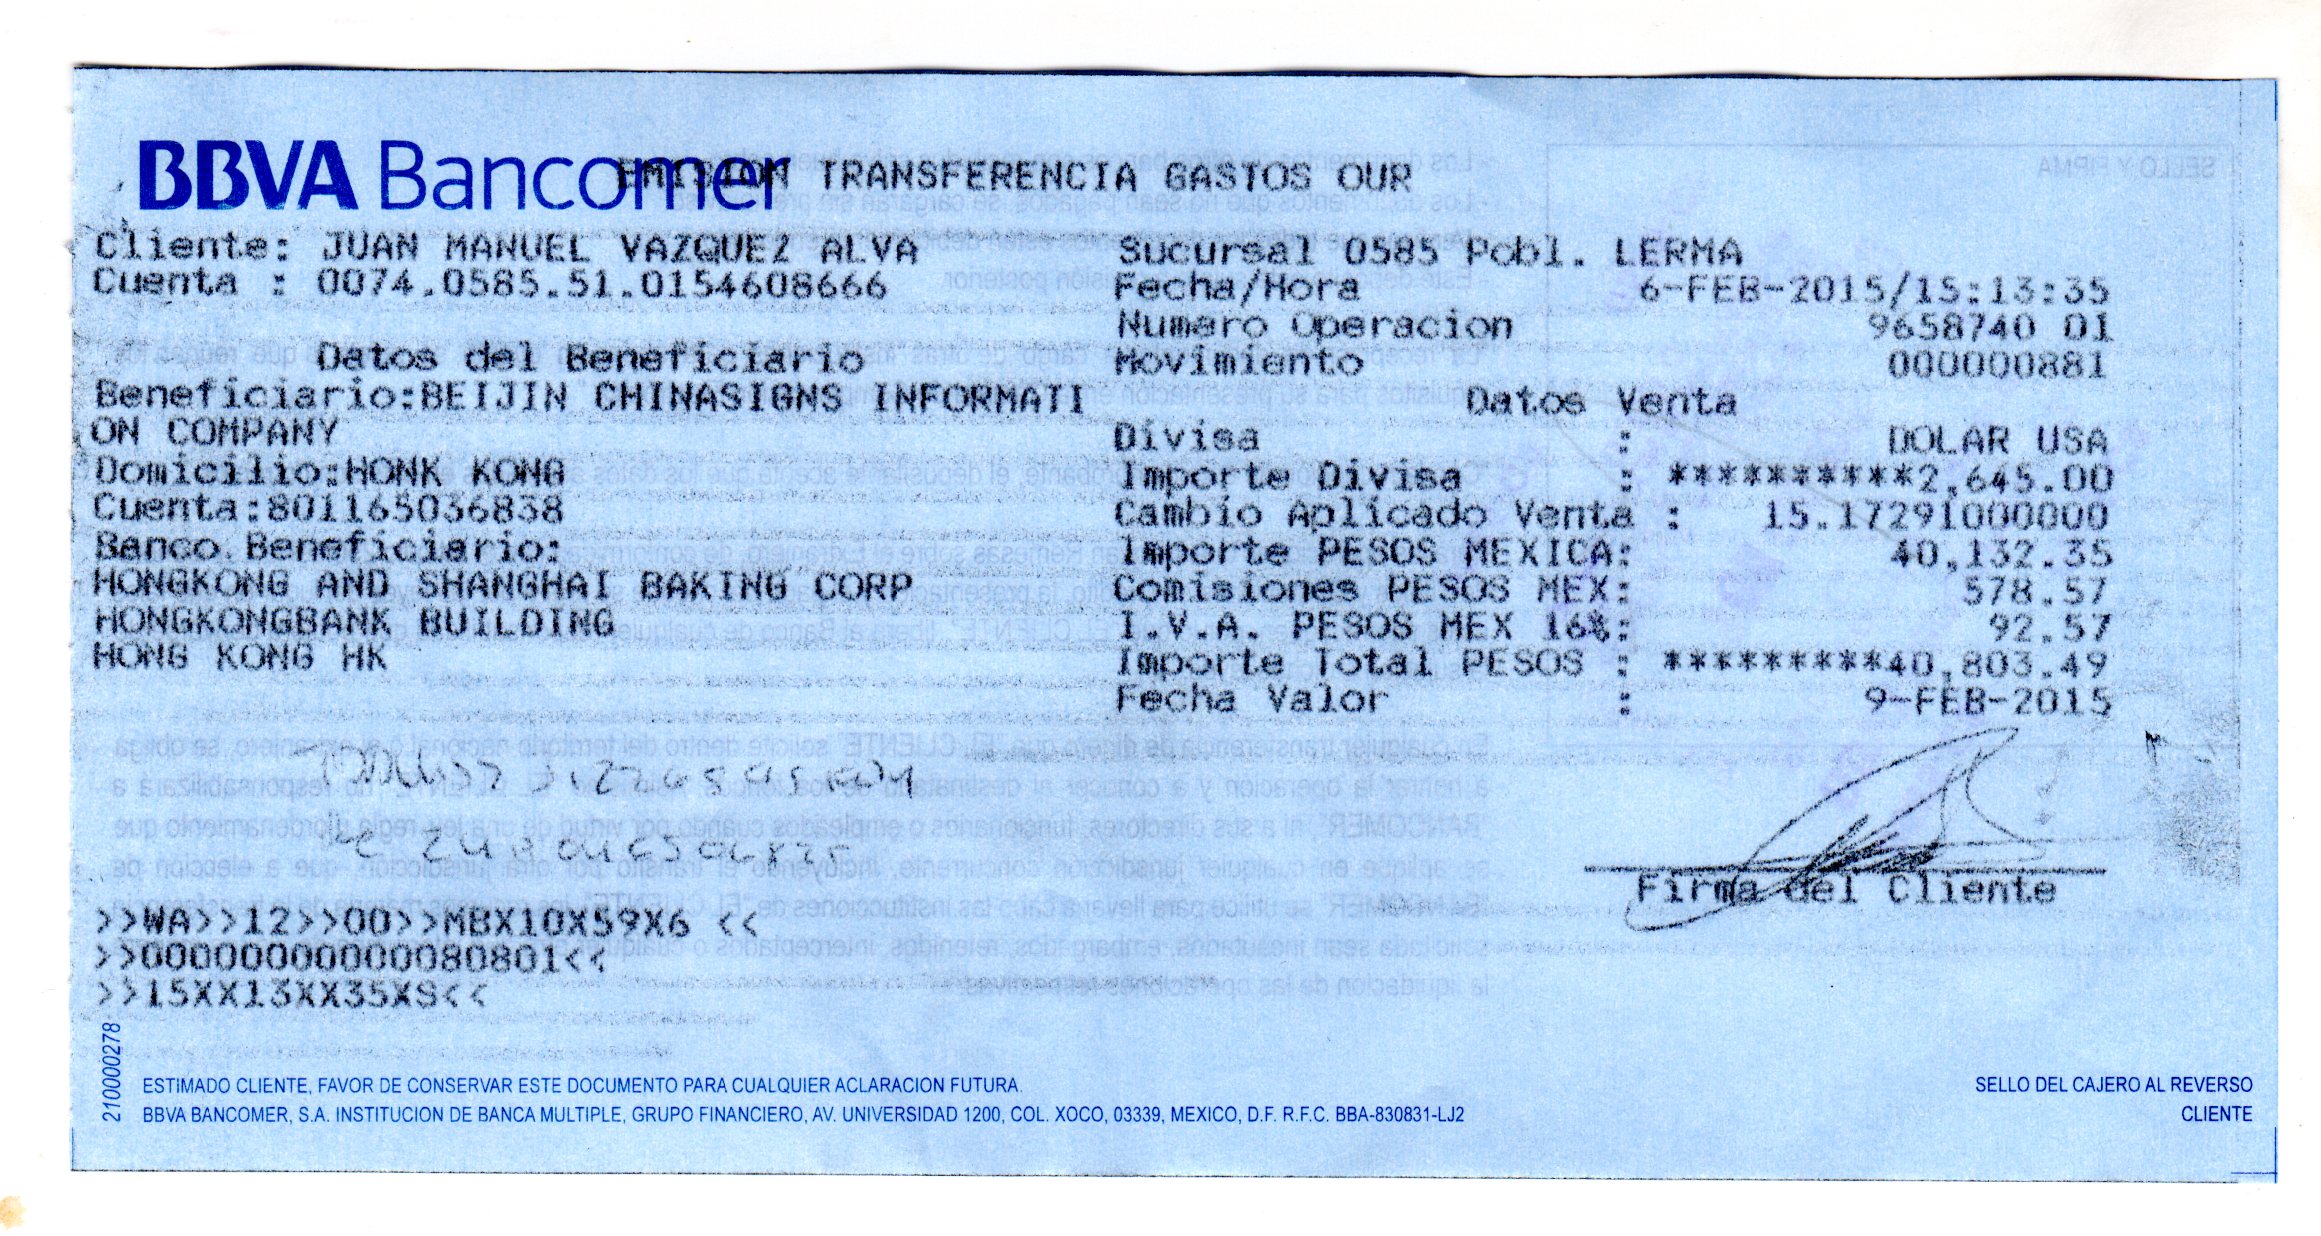 BBVA Bancomer
EMISION TRANSFERENCIA GASTOS OUR
Cliente: JUAN MANUEL VAZQUEZ ALVA
Cuenta : 0074.0585.51.0154608666
Datos del Beneficiario
Beneficiario:BEIJIN CHINASIGNS INFORMATI
ON COMPANY
Domicilio:HONK KONG
Cuenta:801165036838
Banco Beneficiario:
HONGKONG AND SHANGHAI BAKING CORP
HONGKONGBANK BUILDING
HONG KONG HK
Sucursal 0585 Pobl. LERMA
Fecha/Hora 6-FEB-2015/15:13:35
Numero Operacion 9658740 01
Movimiento 000000881
Datos Venta
Divisa : DOLAR USA
Importe Divisa : **********2,645.00
Cambio Aplicado Venta : 15.17291000000
Importe PESOS MEXICA: 40,132.35
Comisiones PESOS MEX: 578.57
I.V.A. PESOS MEX 16%: 92.57
Importe Total PESOS : *********40,803.49
Fecha Valor : 9-FEB-2015
Firma del Cliente
>>WA>>12>>00>>MBX10X59X6 <<
>>000000000000080801<<
>>15XX13XX35XS<<
2100000278
ESTIMADO CLIENTE, FAVOR DE CONSERVAR ESTE DOCUMENTO PARA CUALQUIER ACLARACION FUTURA.
BBVA BANCOMER, S.A. INSTITUCION DE BANCA MULTIPLE, GRUPO FINANCIERO, AV. UNIVERSIDAD 1200, COL. XOCO, 03339, MEXICO, D.F. R.F.C. BBA-830831-LJ2
SELLO DEL CAJERO AL REVERSO
CLIENTE